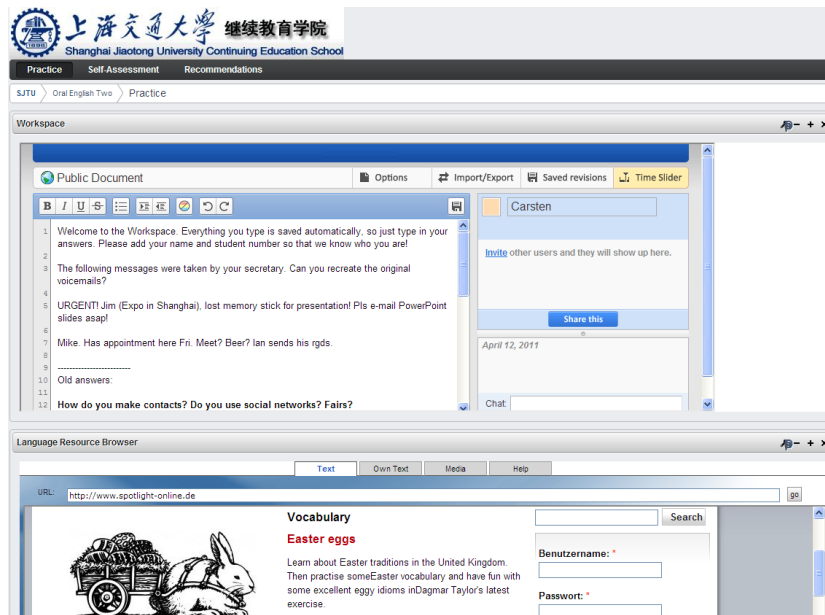 上海交通大学 继续教育学院
Shanghai Jiaotong University Continuing Education School
Practice Self-Assessment Recommendations
SJTU Oral English Two Practice
Workspace
Public Document Options Import/Export Saved revisions Time Slider
B I U S
Carsten
1 Welcome to the Workspace. Everything you type is saved automatically, so just type in your
answers. Please add your name and student number so that we know who you are!
2
3 The following messages were taken by your secretary. Can you recreate the original
voicemails?
4
5 URGENT! Jim (Expo in Shanghai), lost memory stick for presentation! Pls e-mail PowerPoint
slides asap!
6
7 Mike. Has appointment here Fri. Meet? Beer? Ian sends his rgds.
8
9 ------------------------
10 Old answers:
11
12 How do you make contacts? Do you use social networks? Fairs?
Invite other users and they will show up here.
Share this
April 12, 2011
Chat:
Language Resource Browser
Text Own Text Media Help
URL: http://www.spotlight-online.de go
Vocabulary
Easter eggs
Learn about Easter traditions in the United Kingdom.
Then practise someEaster vocabulary and have fun with
some excellent eggy idioms inDagmar Taylor's latest
exercise.
Search
Benutzername: *
Passwort: *